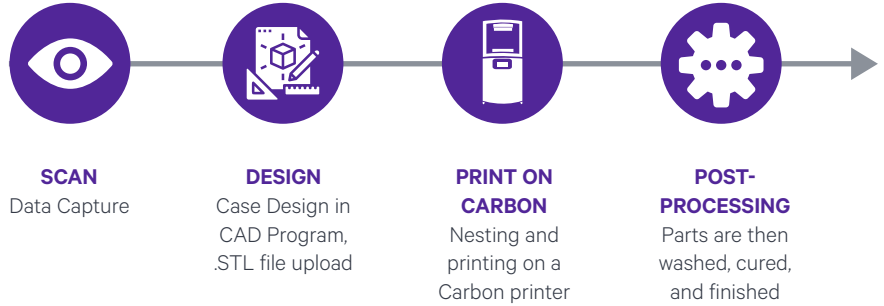 SCAN
Data Capture
DESIGN
Case Design in
CAD Program,
.STL file upload
PRINT ON
CARBON
Nesting and
printing on a
Carbon printer
POST-
PROCESSING
Parts are then
washed, cured,
and finished